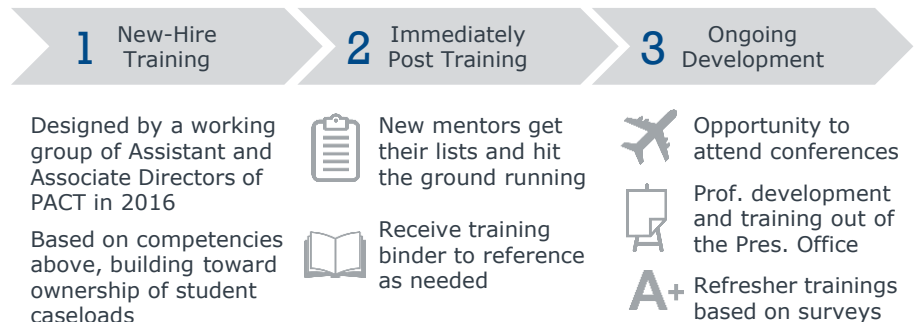 1 New-Hire
Training
2 Immediately
Post Training
3 Ongoing
Development
Designed by a working
group of Assistant and
Associate Directors of
PACT in 2016
Based on competencies
above, building toward
ownership of student
caseloads
New mentors get
their lists and hit
the ground running
Receive training
binder to reference
as needed
Opportunity to
attend conferences
Prof. development
and training out of
the Pres. Office
A+ Refresher trainings
based on surveys